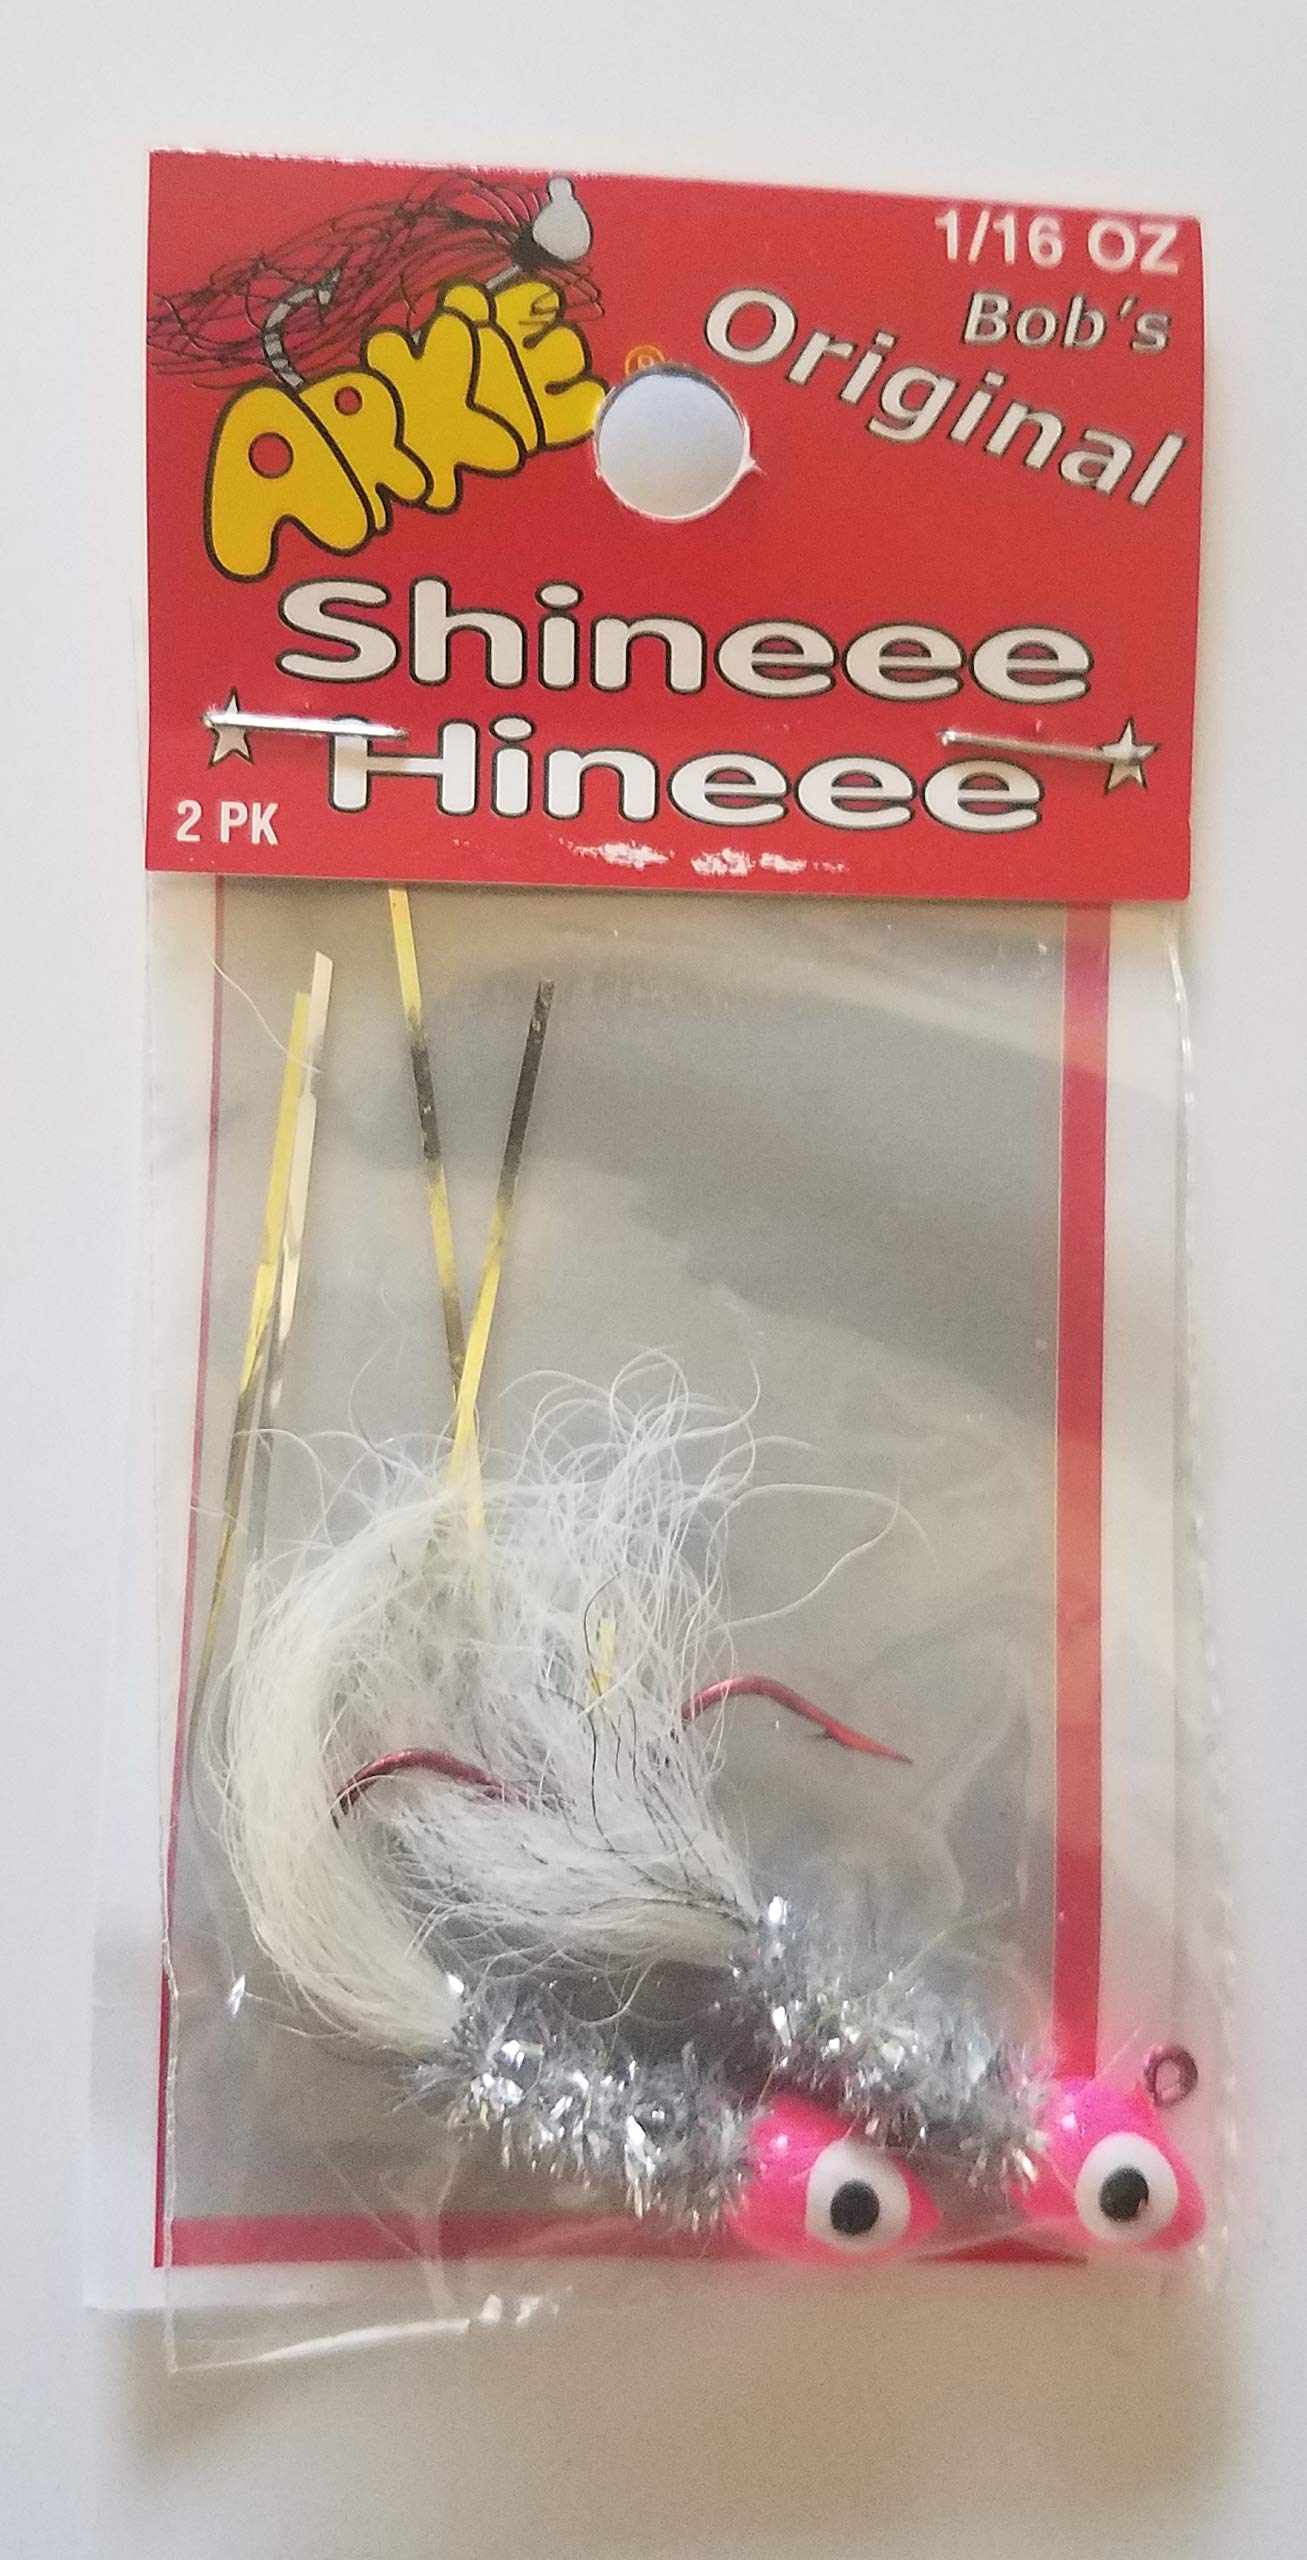 ARKIE ®
1/16 OZ
Bob's
Original
Shineee
Hineee
2 PK